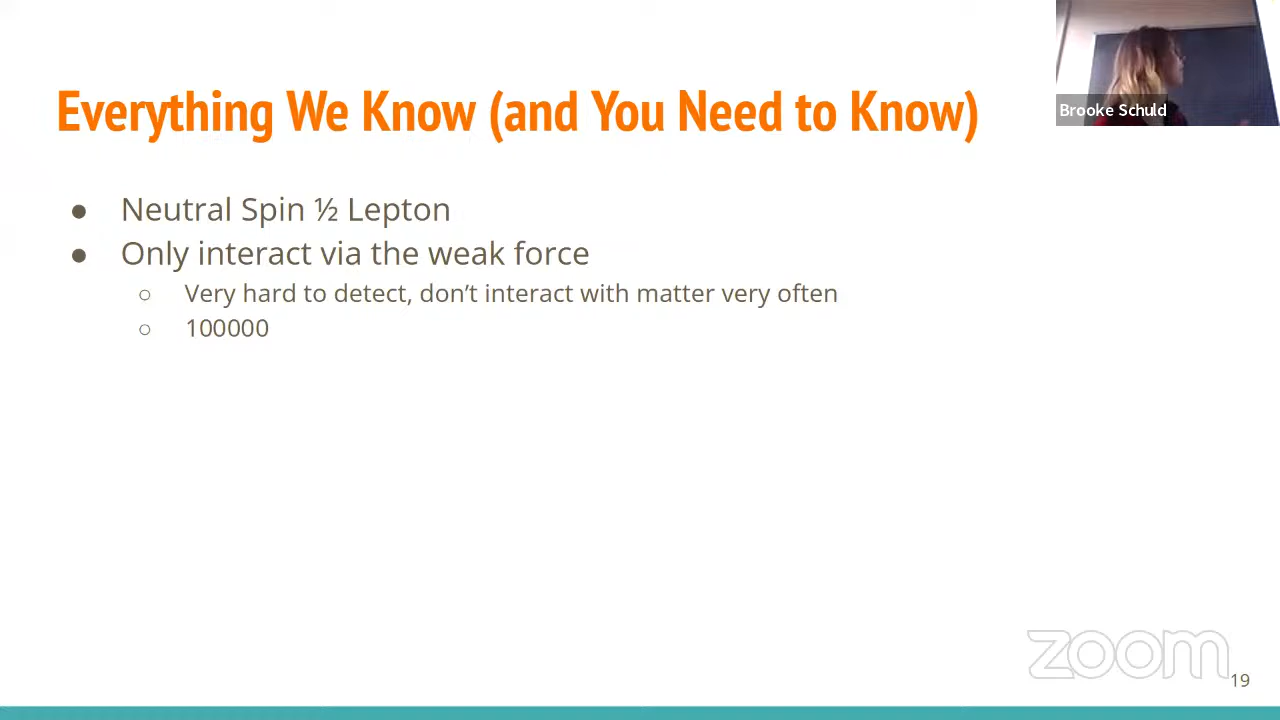 Everything We Know (and You Need to Know)
Brooke Schuld
● Neutral Spin ½ Lepton
● Only interact via the weak force
○ Very hard to detect, don’t interact with matter very often
○ 100000
zoom
19